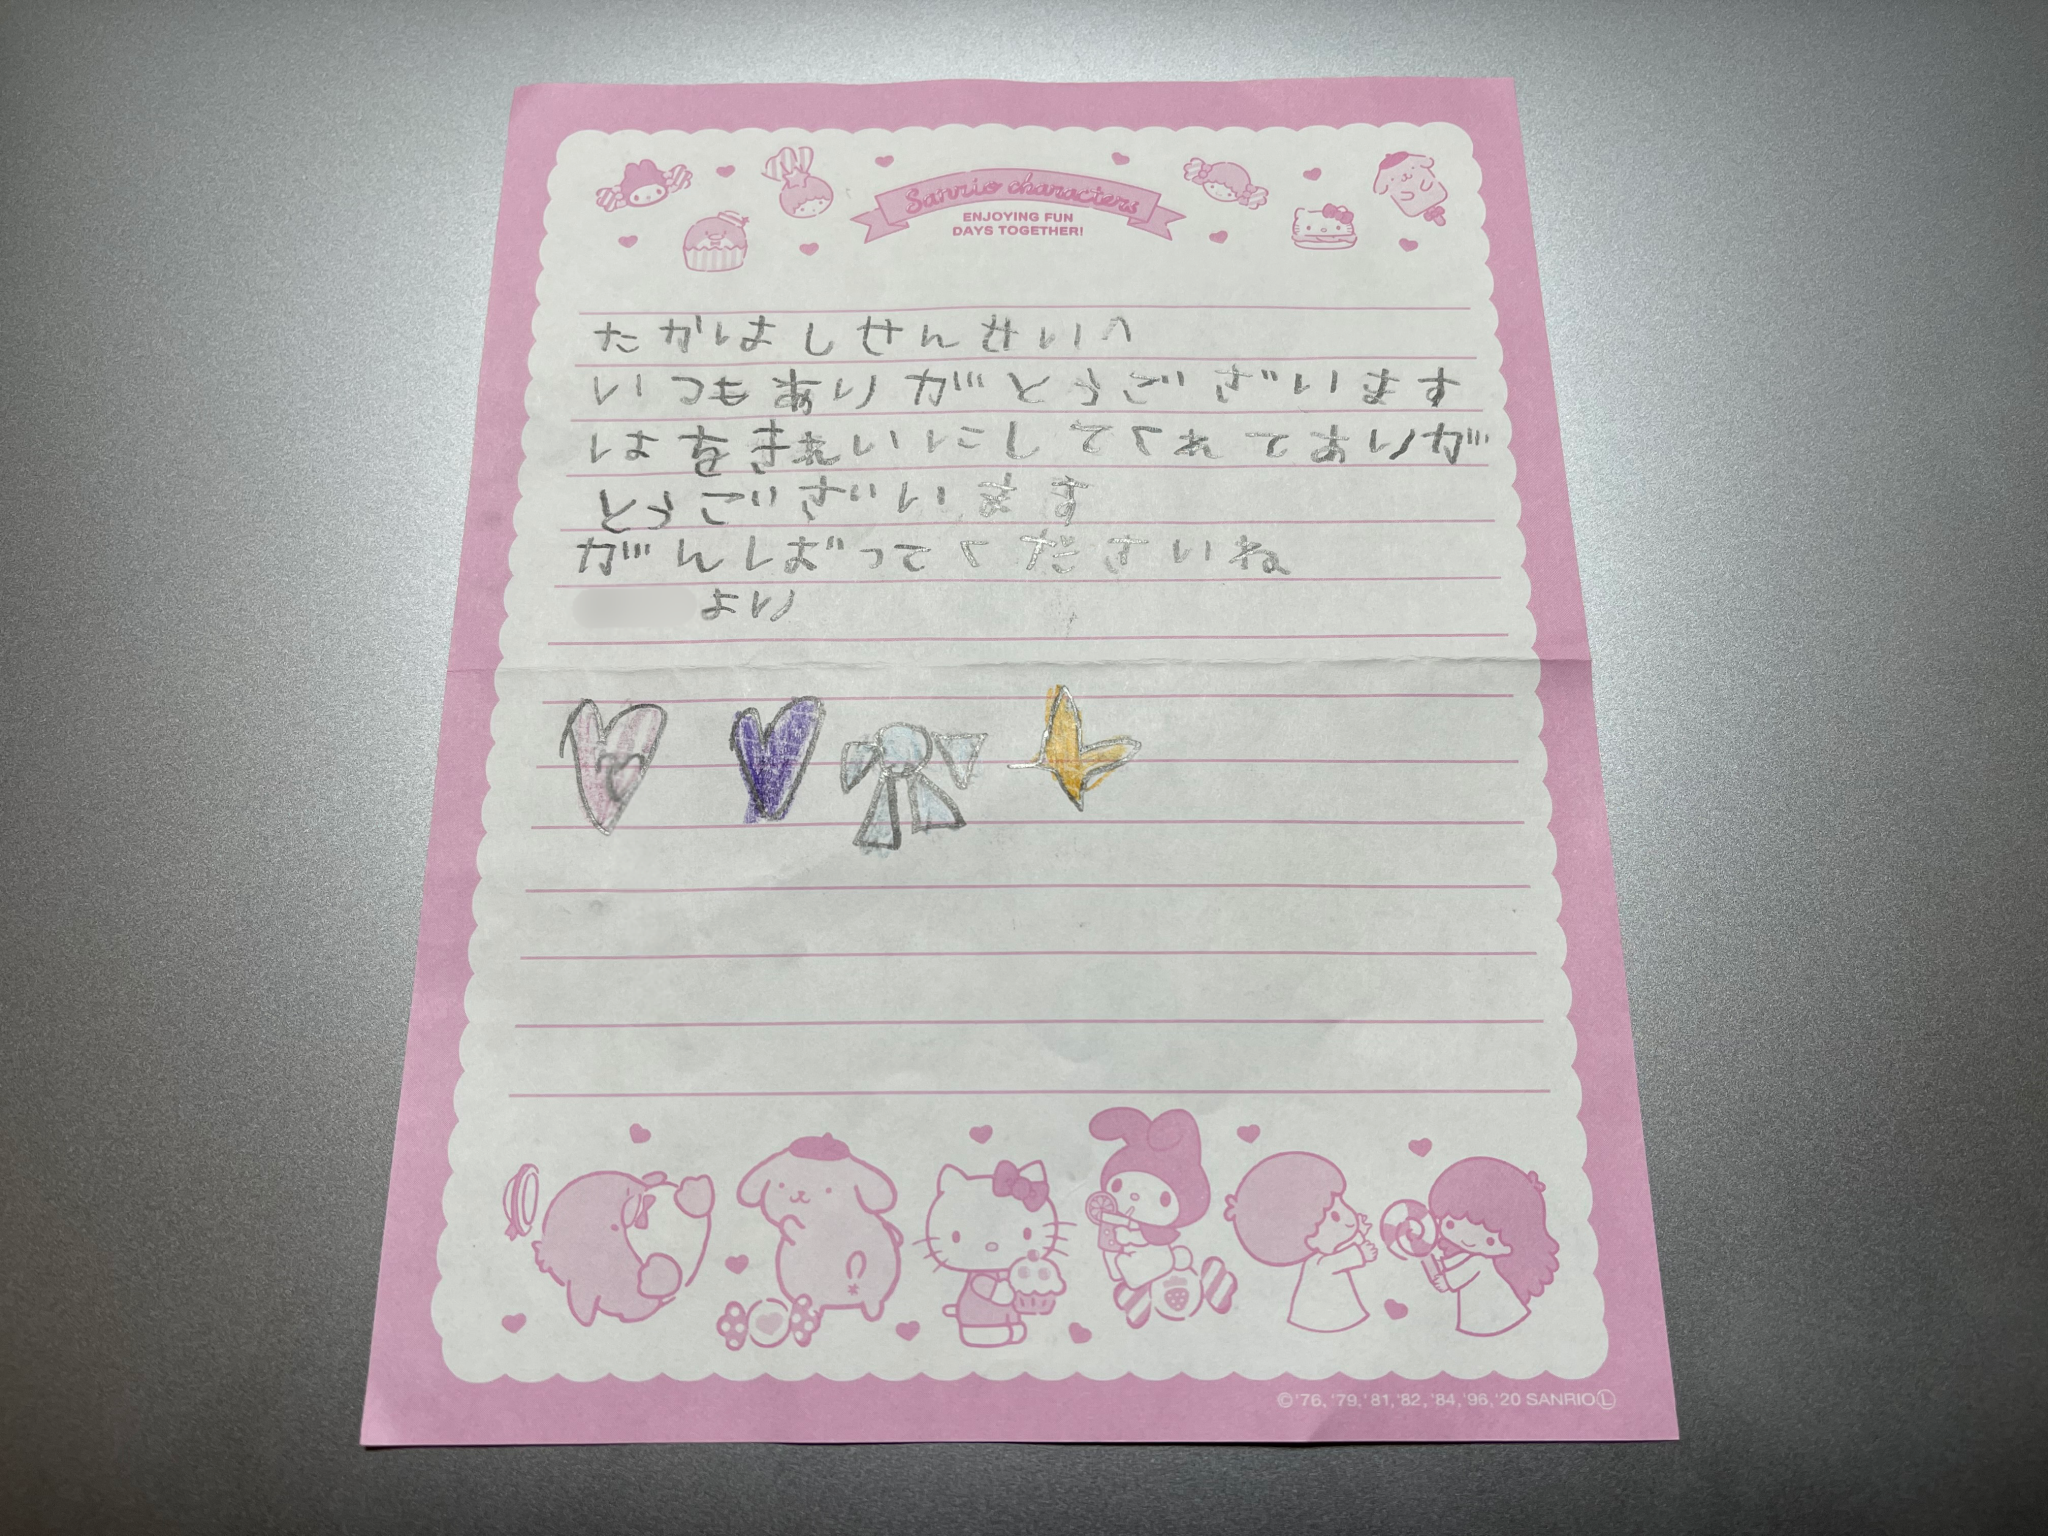 Sanrio characters
ENJOYING FUN
DAYS TOGETHER!
たがはしせんせいへ
いつもありがとうございます
はをきれいにしてくれてありが
とうございます
がんばってくださいね
より
©'76,'79,'81,'82,'84,'96,'20 SANRIO Ⓛ